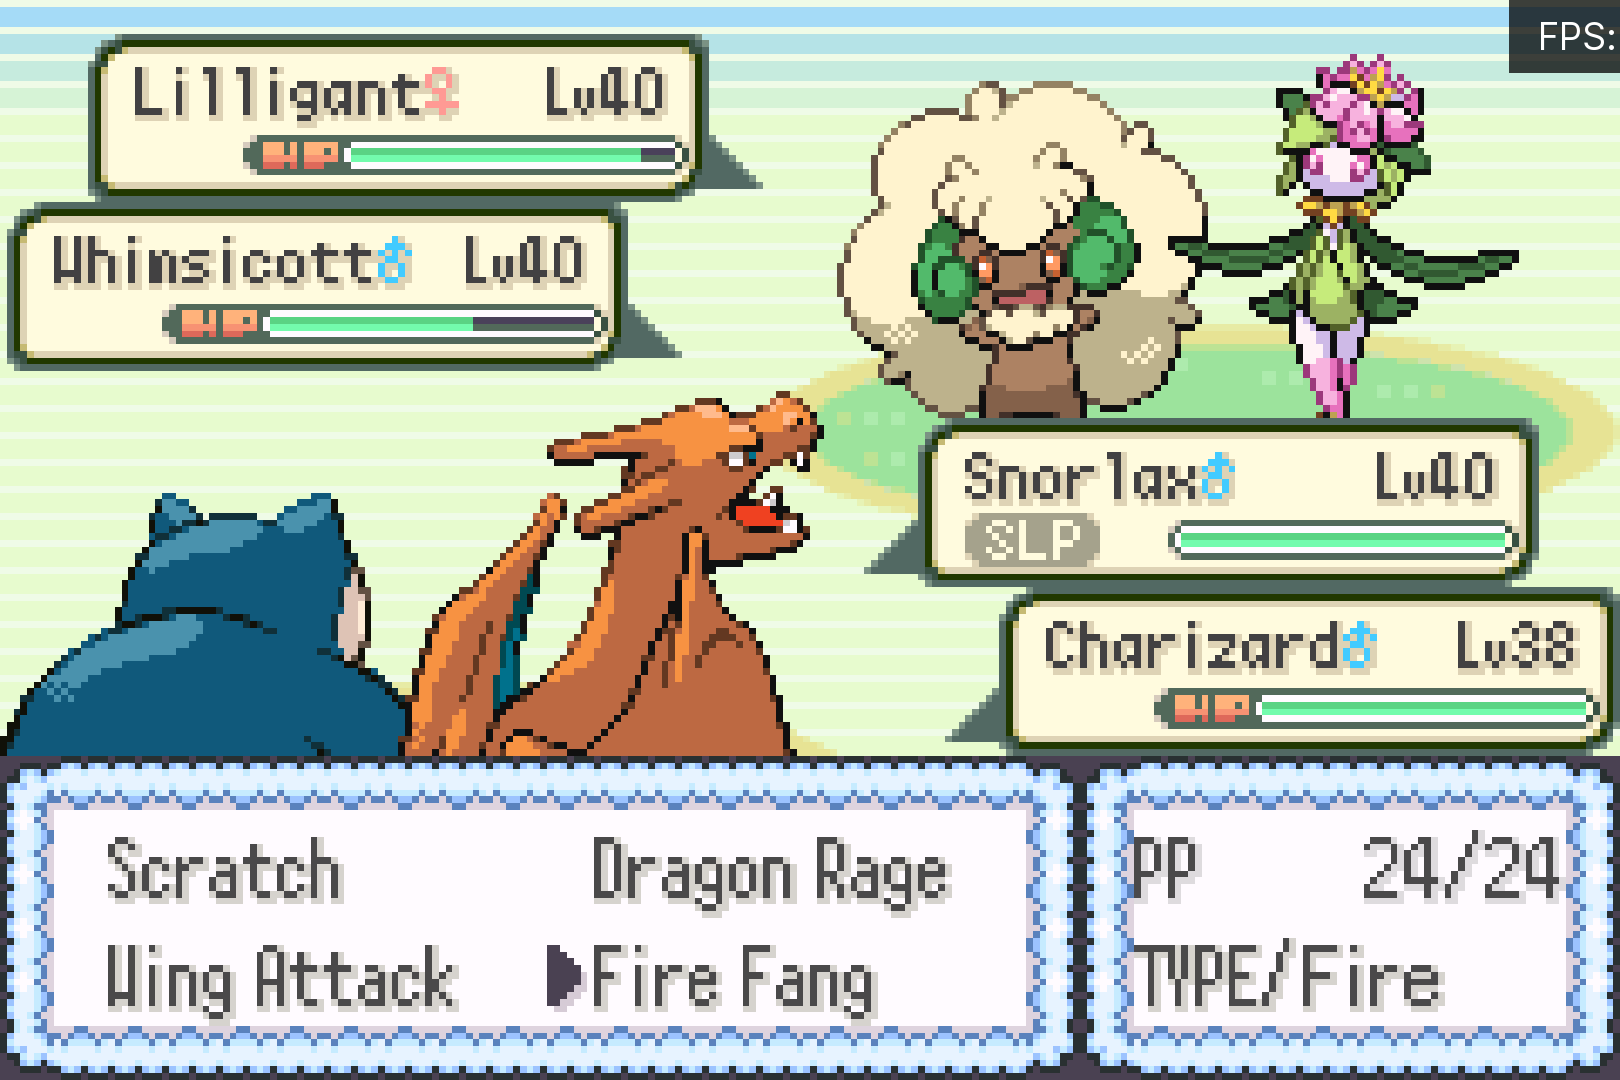 FPS:
Lilligant♀ Lv40
HP
Whimsicott♂ Lv40
HP
Snorlax♂ Lv40
SLP
Charizard♂ Lv38
HP
Scratch Dragon Rage
Wing Attack ▶Fire Fang
PP 24/24
TYPE/Fire